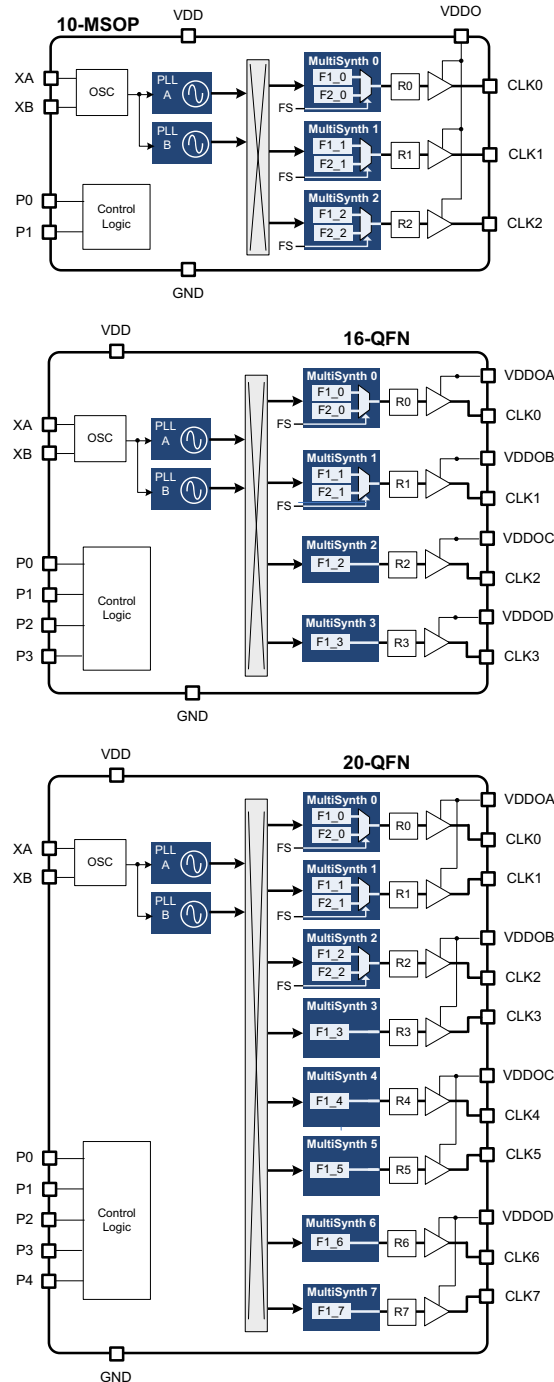 10-MSOP
VDD
VDDO
XA
XB
OSC
PLL
A
PLL
B
MultiSynth 0
F1_0
F2_0
FS
R0
CLK0
MultiSynth 1
F1_1
F2_1
FS
R1
CLK1
MultiSynth 2
F1_2
F2_2
FS
R2
CLK2
P0
P1
Control
Logic
GND
16-QFN
VDD
XA
XB
OSC
PLL
A
PLL
B
MultiSynth 0
F1_0
F2_0
FS
R0
VDDOA
CLK0
MultiSynth 1
F1_1
F2_1
FS
R1
VDDOB
CLK1
MultiSynth 2
F1_2
R2
VDDOC
CLK2
MultiSynth 3
F1_3
R3
VDDOD
CLK3
P0
P1
P2
P3
Control
Logic
GND
20-QFN
VDD
XA
XB
OSC
PLL
A
PLL
B
MultiSynth 0
F1_0
F2_0
FS
R0
VDDOA
CLK0
MultiSynth 1
F1_1
F2_1
FS
R1
CLK1
MultiSynth 2
F1_2
F2_2
FS
R2
VDDOB
CLK2
MultiSynth 3
F1_3
R3
CLK3
MultiSynth 4
F1_4
R4
VDDOC
CLK4
MultiSynth 5
F1_5
R5
CLK5
MultiSynth 6
F1_6
R6
VDDOD
CLK6
MultiSynth 7
F1_7
R7
CLK7
P0
P1
P2
P3
P4
Control
Logic
GND